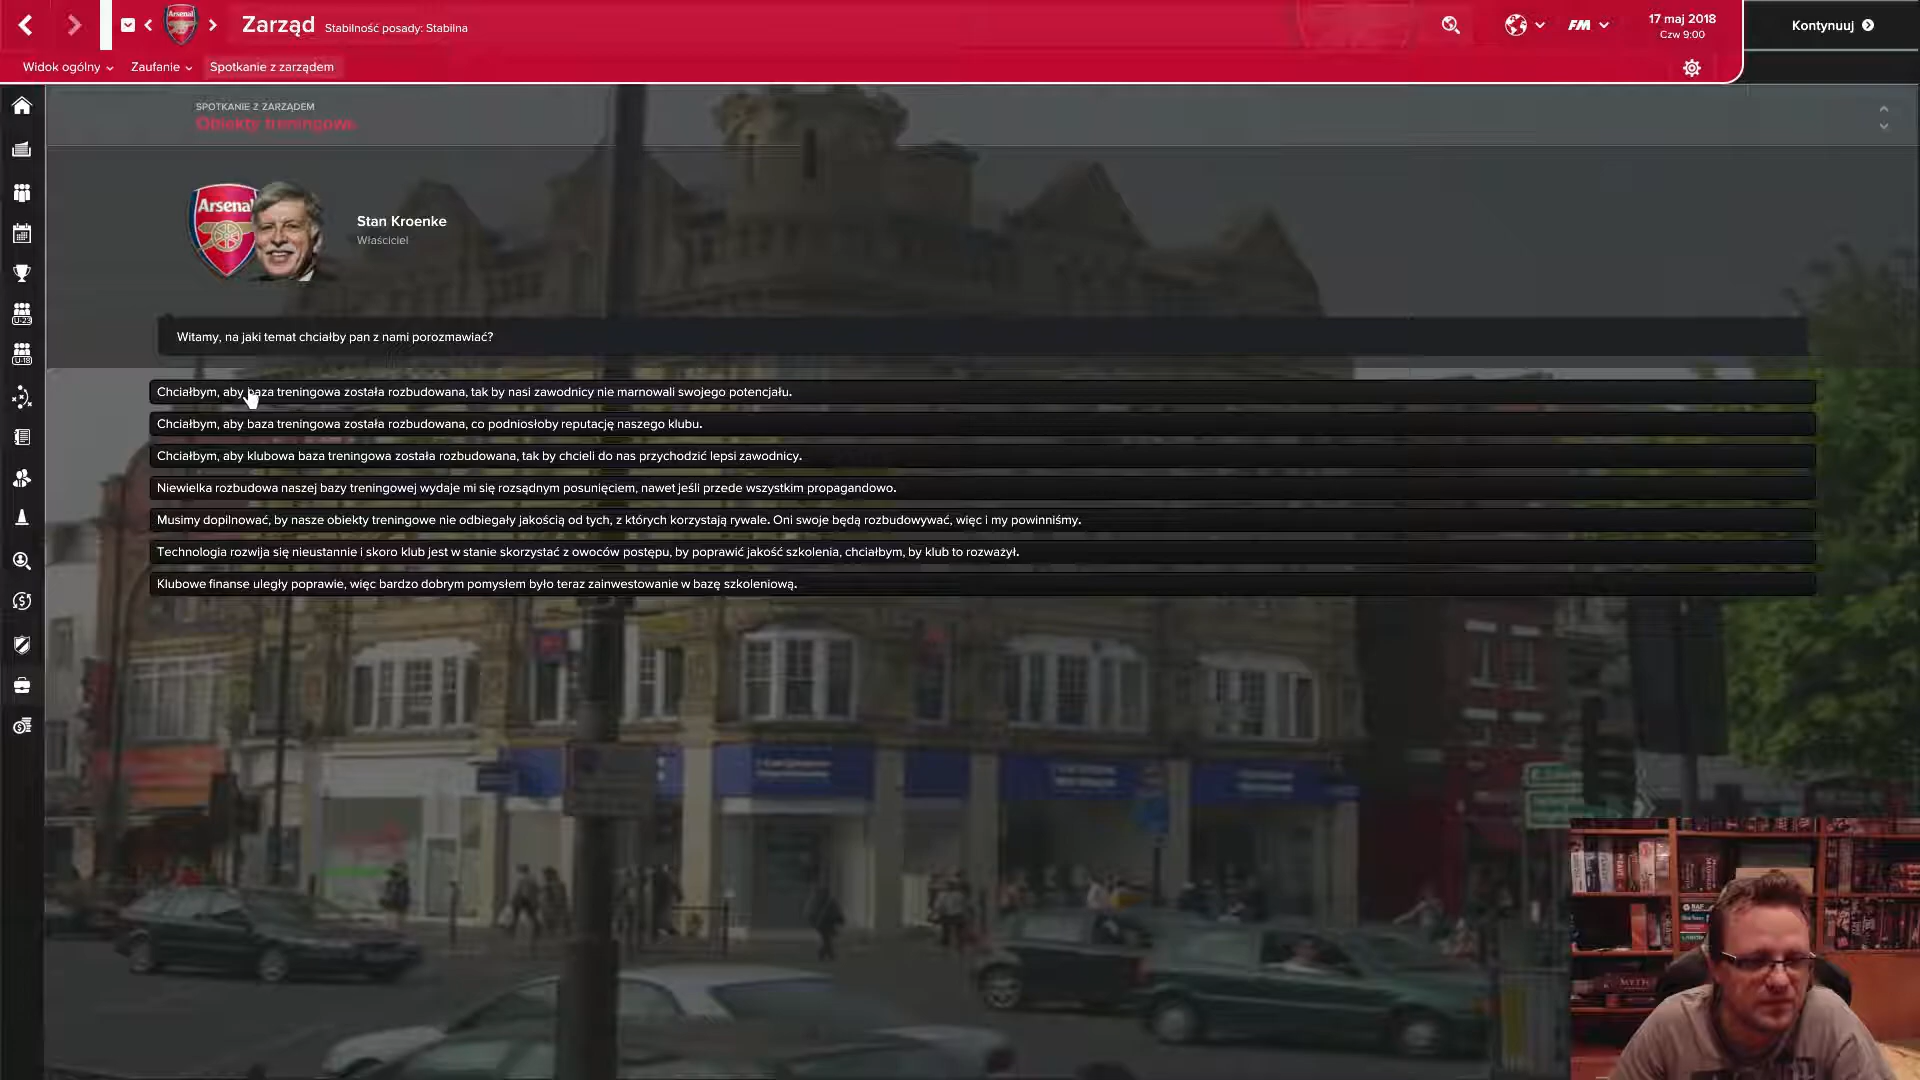 Zarząd Stabilność posady: Stabilna
FM
17 maj 2018
Czw 9:00
Kontynuuj
Widok ogólny Zaufanie Spotkanie z zarządem
SPOTKANIE Z ZARZĄDEM
Obiekty treningowe
Arsenal
Stan Kroenke
Właściciel
Witamy, na jaki temat chciałby pan z nami porozmawiać?
Chciałbym, aby baza treningowa została rozbudowana, tak by nasi zawodnicy nie marnowali swojego potencjału.
Chciałbym, aby baza treningowa została rozbudowana, co podniosłoby reputację naszego klubu.
Chciałbym, aby klubowa baza treningowa została rozbudowana, tak by chcieli do nas przychodzić lepsi zawodnicy.
Niewielka rozbudowa naszej bazy treningowej wydaje mi się rozsądnym posunięciem, nawet jeśli przede wszystkim propagandowo.
Musimy dopilnować, by nasze obiekty treningowe nie odbiegały jakością od tych, z których korzystają rywale. Oni swoje będą rozbudowywać, więc i my powinniśmy.
Technologia rozwija się nieustannie i skoro klub jest w stanie skorzystać z owoców postępu, by poprawić jakość szkolenia, chciałbym, by klub to rozważył.
Klubowe finanse uległy poprawie, więc bardzo dobrym pomysłem było teraz zainwestowanie w bazę szkoleniową.
U-23
U-18